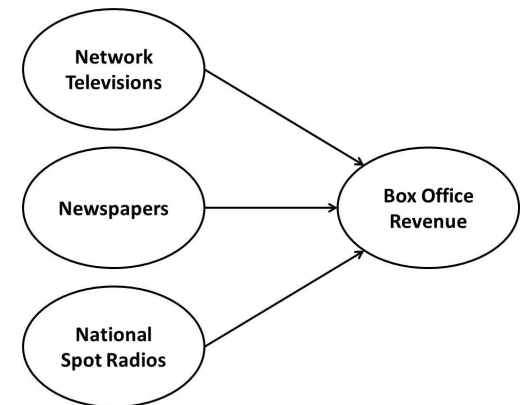 Network
Televisions
Newspapers
Box Office
Revenue
National
Spot Radios